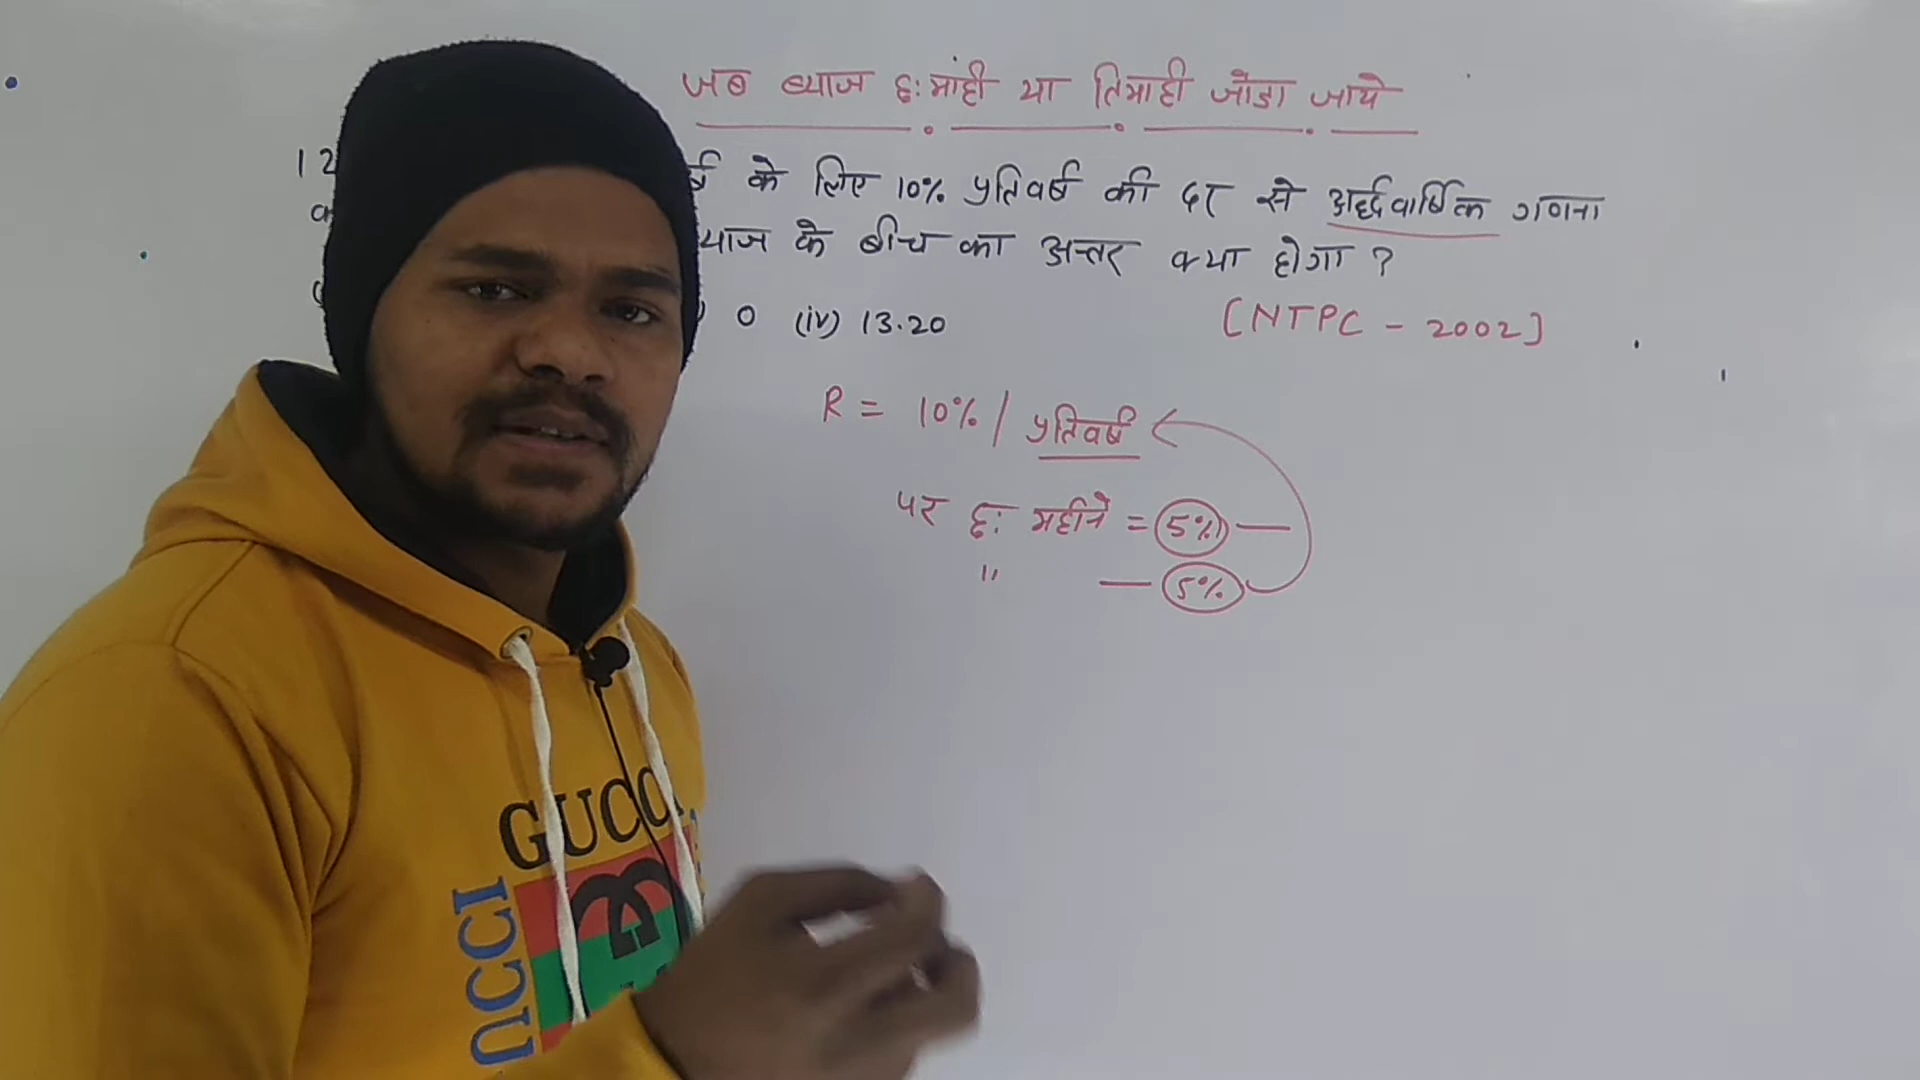 जब ब्याज छ: मांही या तिमाही जोडा जाये
12 के लिए 10% प्रतिवर्ष की दर से अर्द्धवार्षिक गणना
के बीच का अन्तर क्या होगा ?
0 (iv) 13.20 [NTPC - 2002]
R = 10% / प्रतिवर्ष
पर छ: महीने = 5% —
" — 5%
GUCCI